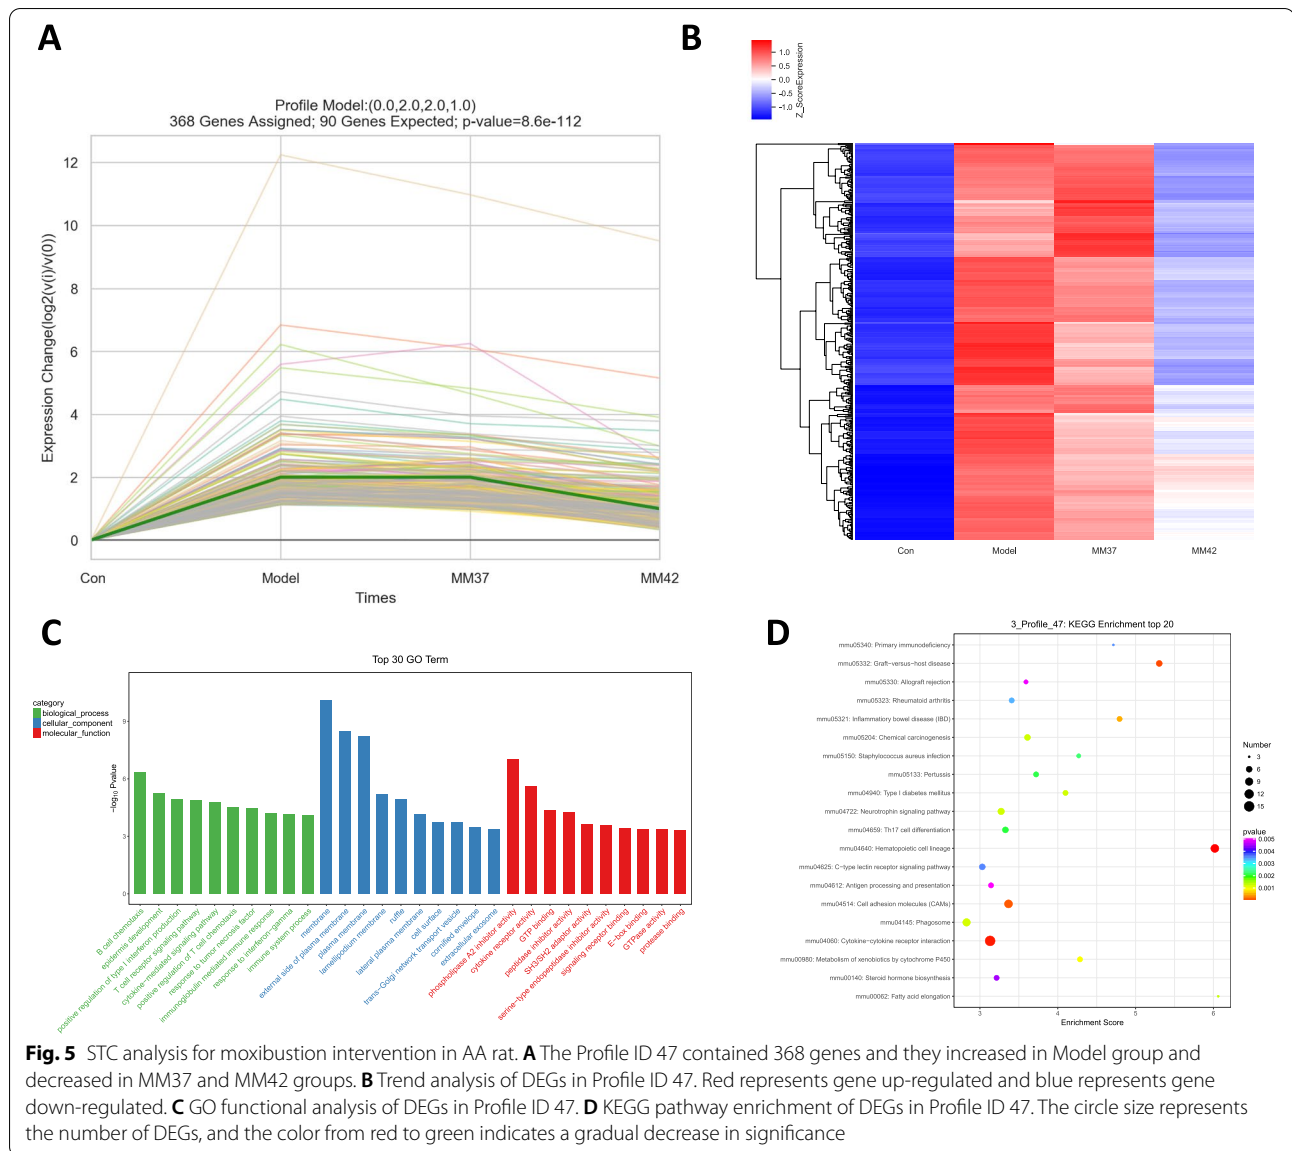 A
Profile Model:(0.0,2.0,2.0,1.0)
368 Genes Assigned; 90 Genes Expected; p-value=8.6e-112
Expression Change(log2(v(i)/v(0))
12
10
8
6
4
2
0
Con
Model
MM37
MM42
Times
B
1.0
0.5
0.0
-0.5
-1.0
Z_ScoreExpression
Con
Model
MM37
MM42
C
Top 30 GO Term
category
biological_process
cellular_component
molecular_function
−log10 Pvalue
9
6
3
0
B cell chemotaxis
epidermis development
positive regulation of type I interferon production
T cell receptor signaling pathway
cytokine−mediated signaling pathway
positive regulation of T cell chemotaxis
response to tumor necrosis factor
immunoglobulin mediated immune response
response to interferon−gamma
immune system process
membrane
external side of plasma membrane
plasma membrane
lamellipodium membrane
ruffle
lateral plasma membrane
cell surface
trans−Golgi network transport vesicle
cornified envelope
extracellular exosome
phospholipase A2 inhibitor activity
cytokine receptor activity
GTP binding
peptidase inhibitor activity
SH3/SH2 adaptor activity
serine−type endopeptidase inhibitor activity
signaling receptor binding
E−box binding
GTPase activity
protease binding
D
3_Profile_47: KEGG Enrichment top 20
mmu05340: Primary immunodeficiency
mmu05332: Graft−versus−host disease
mmu05330: Allograft rejection
mmu05323: Rheumatoid arthritis
mmu05321: Inflammatiory bowel disease (IBD)
mmu05204: Chemical carcinogenesis
mmu05150: Staphylococcus aureus infection
mmu05133: Pertussis
mmu04940: Type I diabetes mellitus
mmu04722: Neurotrophin signaling pathway
mmu04659: Th17 cell differentiation
mmu04640: Hematopoietic cell lineage
mmu04625: C−type lectin receptor signaling pathway
mmu04612: Antigen processing and presentation
mmu04514: Cell adhesion molecules (CAMs)
mmu04145: Phagosome
mmu04060: Cytokine−cytokine receptor interaction
mmu00980: Metabolism of xenobiotics by cytochrome P450
mmu00140: Steroid hormone biosynthesis
mmu00062: Fatty acid elongation
3
4
5
6
Enrichment Score
Number
3
6
9
12
15
pvalue
0.005
0.004
0.003
0.002
0.001
Fig. 5 STC analysis for moxibustion intervention in AA rat. A The Profile ID 47 contained 368 genes and they increased in Model group and
decreased in MM37 and MM42 groups. B Trend analysis of DEGs in Profile ID 47. Red represents gene up-regulated and blue represents gene
down-regulated. C GO functional analysis of DEGs in Profile ID 47. D KEGG pathway enrichment of DEGs in Profile ID 47. The circle size represents
the number of DEGs, and the color from red to green indicates a gradual decrease in significance